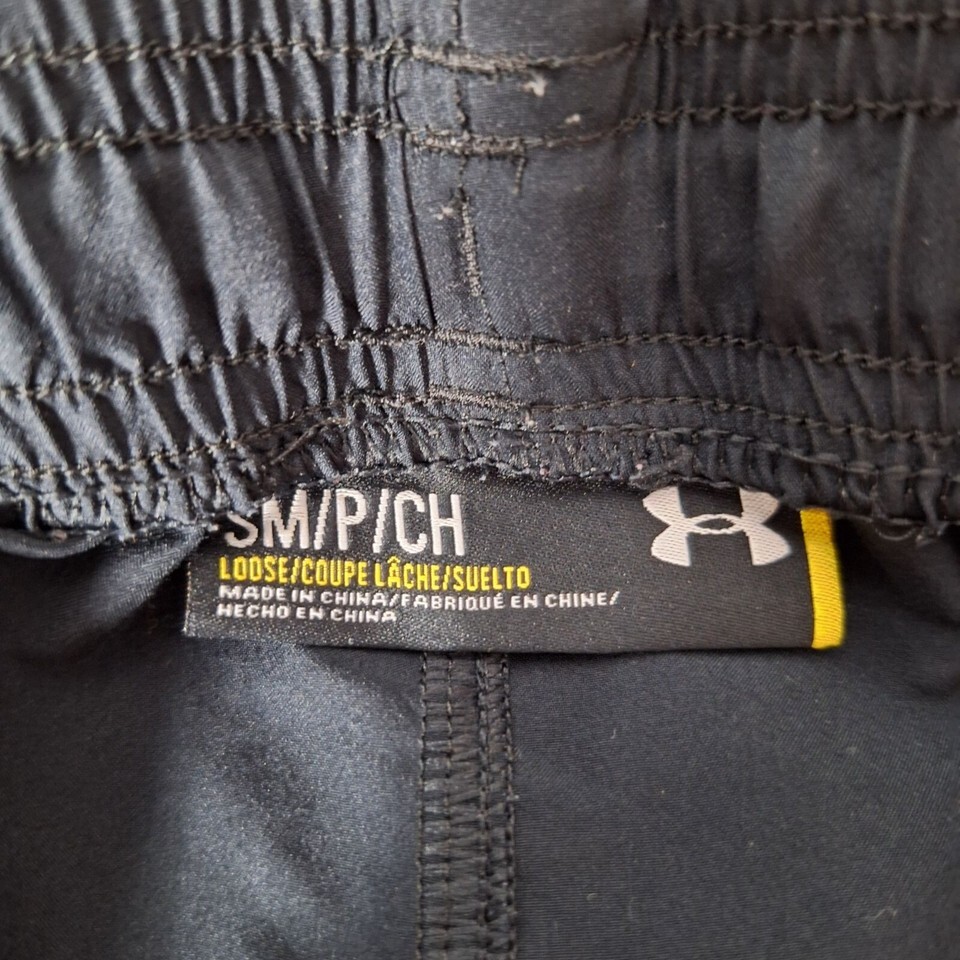 SM/P/CH
LOOSE/COUPE LÂCHE/SUELTO
MADE IN CHINA/FABRIQUÉ EN CHINE/
HECHO EN CHINA